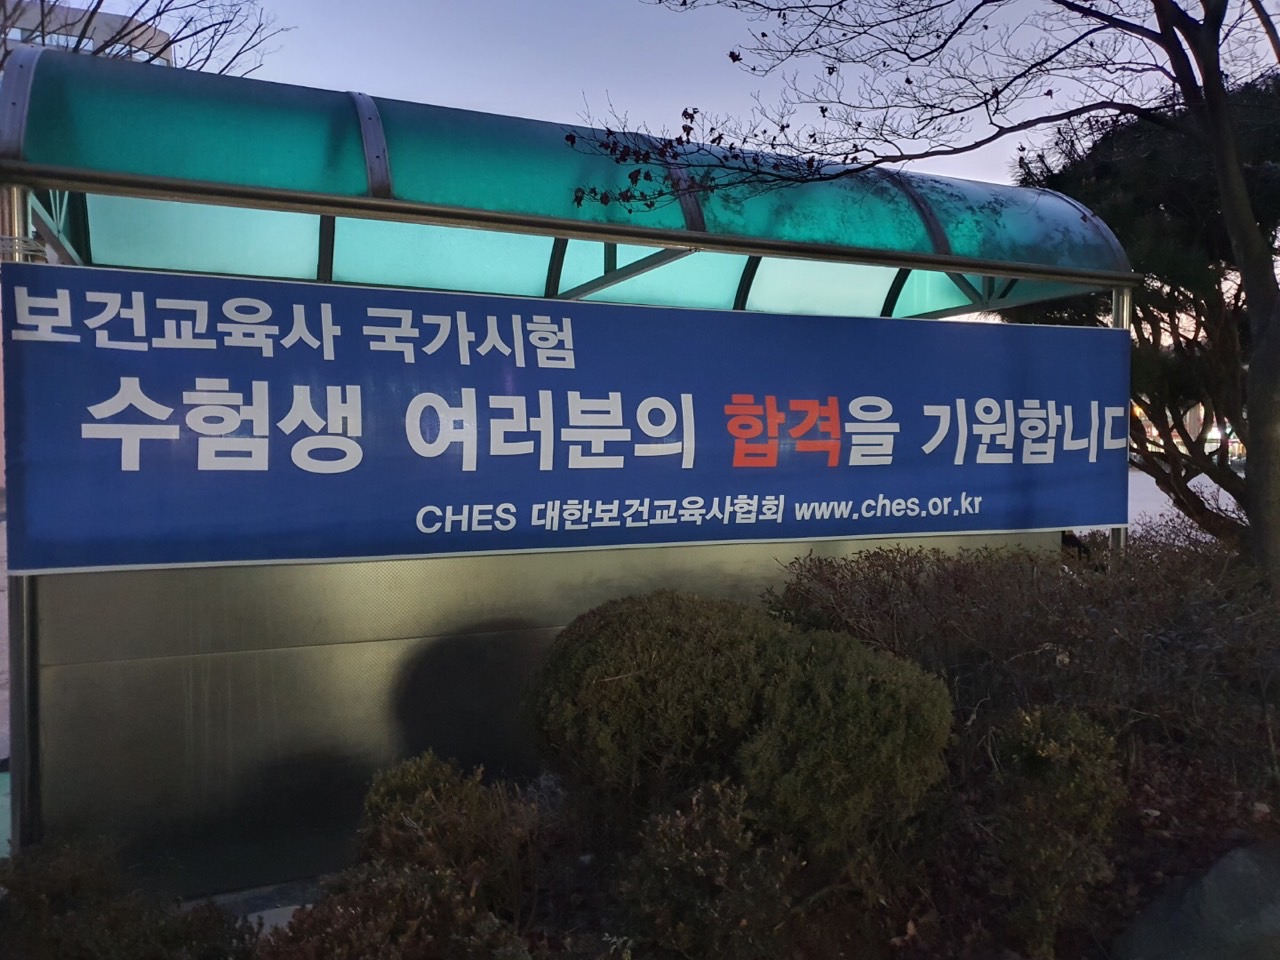 보건교육사 국가시험
수험생 여러분의 합격을 기원합니다
CHES 대한보건교육사협회 www.ches.or.kr